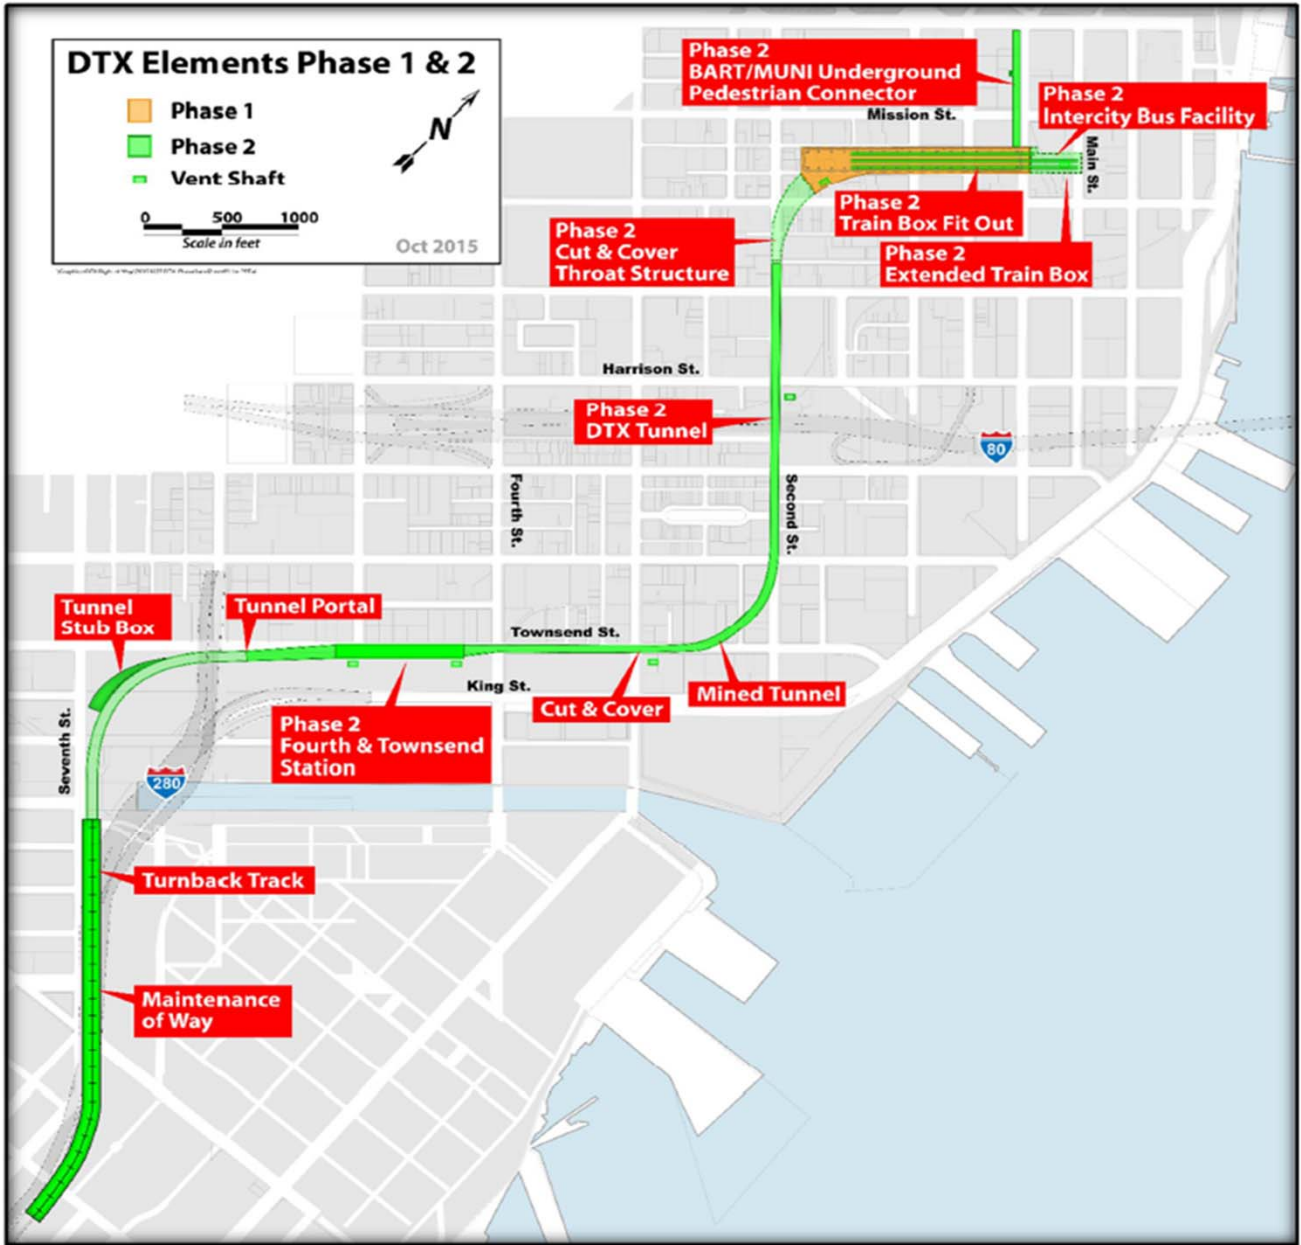 DTX Elements Phase 1 & 2
Phase 1
Phase 2
Vent Shaft
N
0 500 1000
Scale in feet
Oct 2015
Phase 2
BART/MUNI Underground
Pedestrian Connector
Mission St.
Phase 2
Intercity Bus Facility
Main St.
Phase 2
Train Box Fit Out
Phase 2
Cut & Cover
Throat Structure
Phase 2
Extended Train Box
Harrison St.
Phase 2
DTX Tunnel
80
Fourth St.
Second St.
Tunnel
Stub Box
Tunnel Portal
Townsend St.
King St.
Cut & Cover
Mined Tunnel
Seventh St.
Phase 2
Fourth & Townsend
Station
280
Turnback Track
Maintenance
of Way